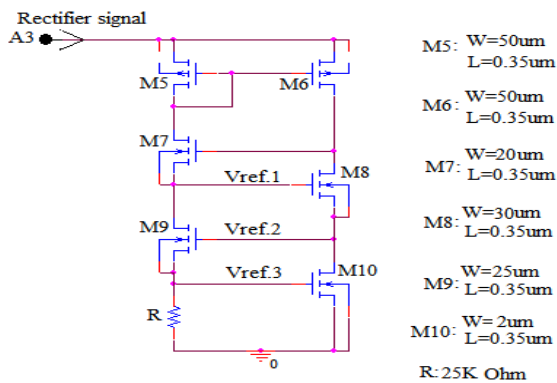 Rectifier signal
A3
M5
M6
M7
Vref.1
M8
M9
Vref.2
Vref.3
M10
R
0
M5: W=50um
L=0.35um
M6: W=50um
L=0.35um
M7: W=20um
L=0.35um
M8: W=30um
L=0.35um
M9: W=25um
L=0.35um
M10: W=2um
L=0.35um
R:25K Ohm